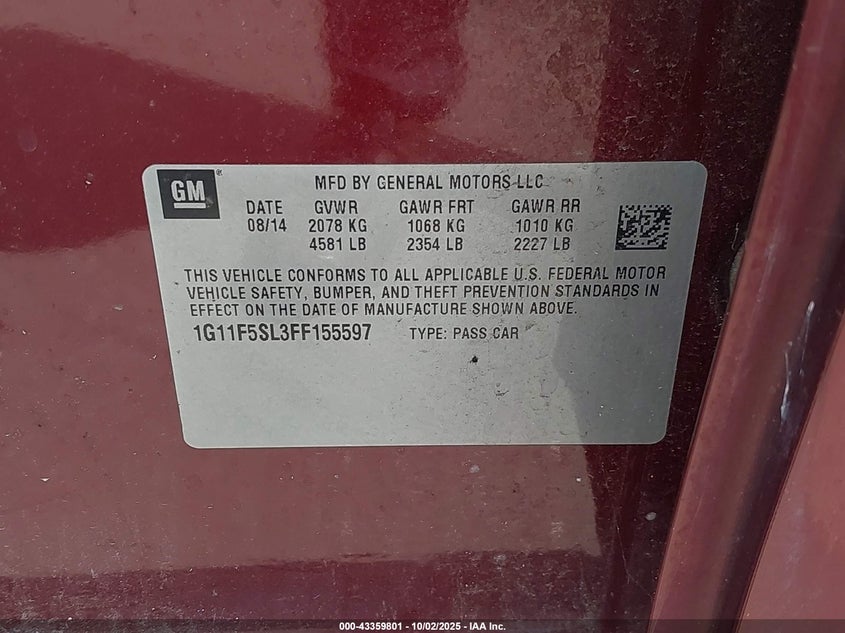 GM
MFD BY GENERAL MOTORS LLC
DATE GVWR GAWR FRT GAWR RR
08/14 2078 KG 1068 KG 1010 KG
4581 LB 2354 LB 2227 LB
THIS VEHICLE CONFORMS TO ALL APPLICABLE U.S. FEDERAL MOTOR
VEHICLE SAFETY, BUMPER, AND THEFT PREVENTION STANDARDS IN
EFFECT ON THE DATE OF MANUFACTURE SHOWN ABOVE.
1G11F5SL3FF155597 TYPE: PASS CAR
000-43359801 - 10/02/2025 - IAA Inc.